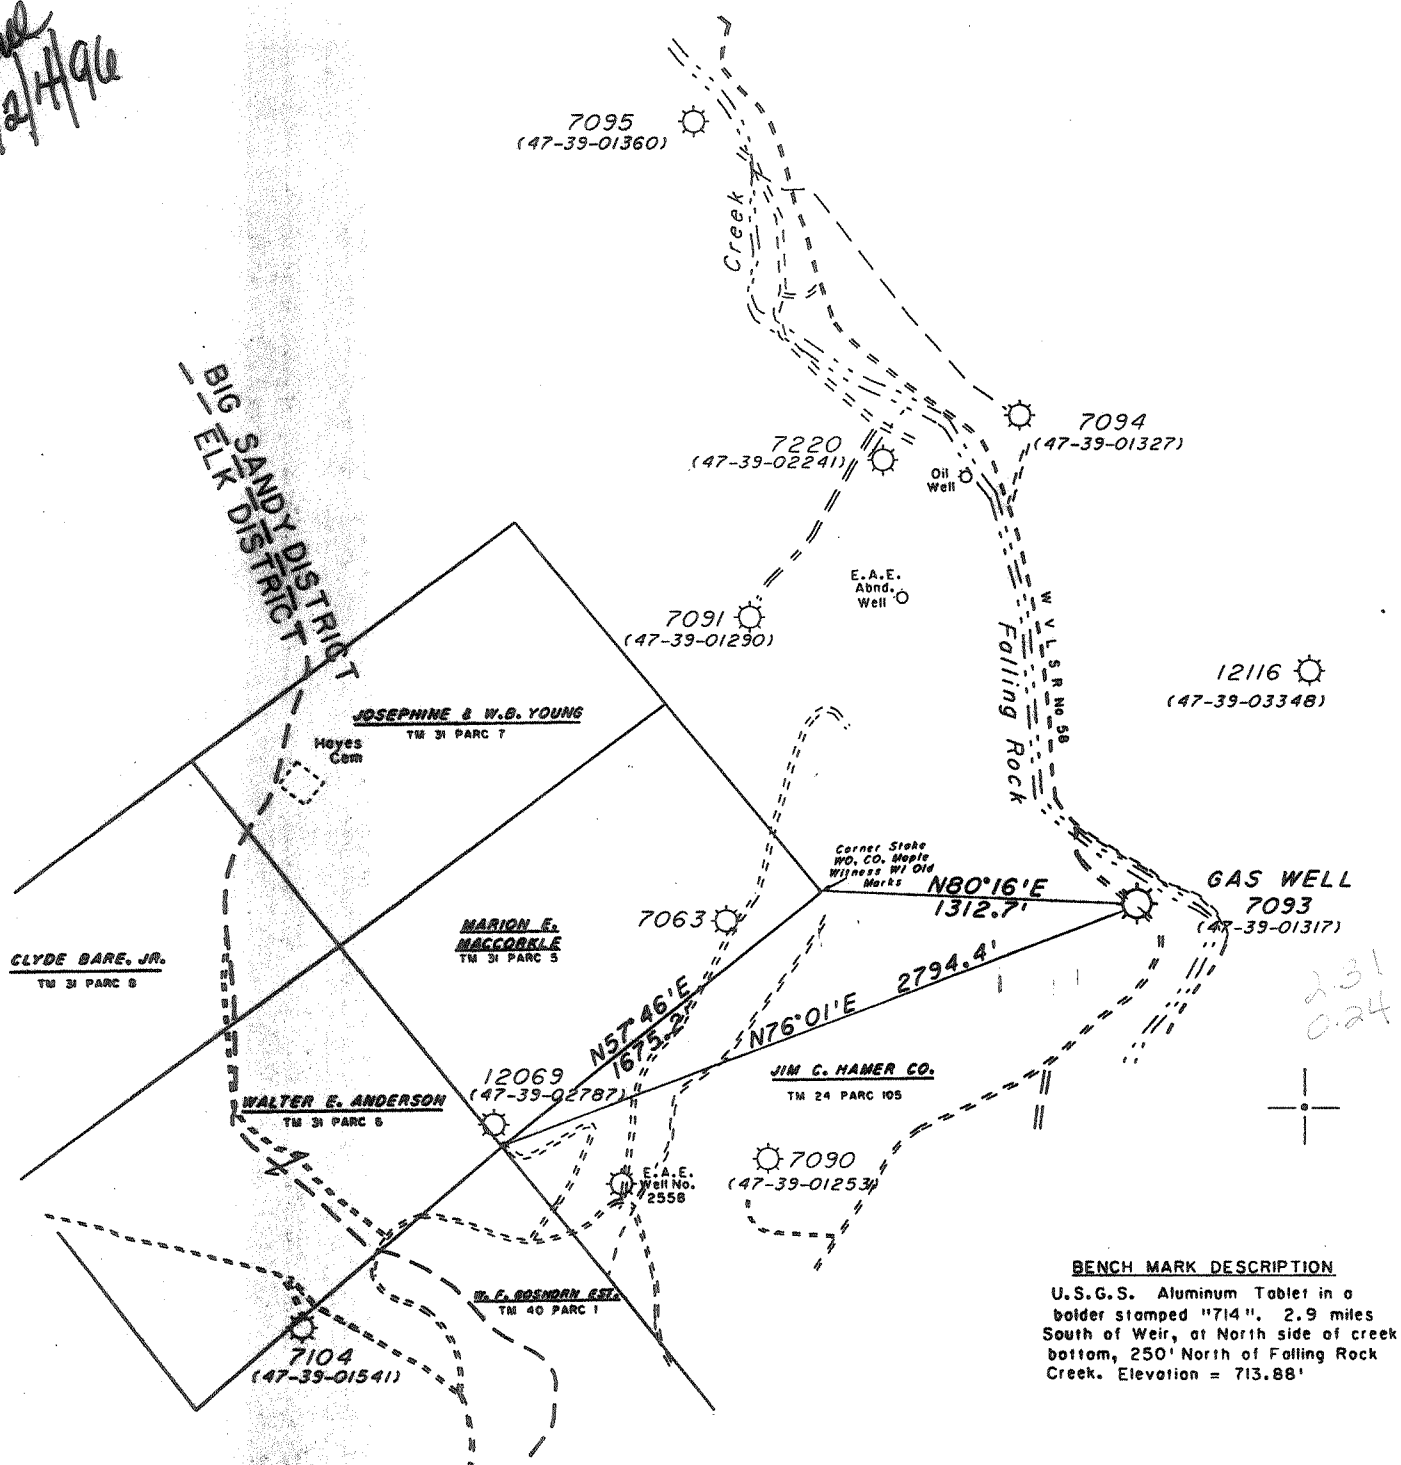 2/14/96
7095
(47-39-01360)
Creek
BIG SANDY DISTRICT
ELK DISTRICT
7094
(47-39-01327)
7220
(47-39-02241)
Oil
Well
E.A.E.
Abnd.
Well
7091
(47-39-01290)
W V L S R No 58
Falling Rock
12116
(47-39-03348)
JOSEPHINE & W.B. YOUNG
TM 31 PARC 7
Hayes
Cem
Corner Stake
WO, CO, Maple
Witness W/ Old
Marks
N80°16'E
1312.7'
GAS WELL
7093
(47-39-01317)
MARION E.
MACCORKLE
TM 31 PARC 5
7063
CLYDE BARE, JR.
TM 31 PARC 8
2794.4'
N76°01'E
N57°46'E
1675.2'
2.31
0.24
12069
(47-39-02787)
JIM C. HAMER CO.
TM 24 PARC 105
WALTER E. ANDERSON
TM 31 PARC 6
7090
(47-39-01253)
E.A.E.
Well No.
2558
W. F. GOSHORN EST.
TM 40 PARC 1
7104
(47-39-01541)
BENCH MARK DESCRIPTION
U.S.G.S. Aluminum Tablet in a
bolder stamped "714". 2.9 miles
South of Weir, at North side of creek
bottom, 250' North of Falling Rock
Creek. Elevation = 713.88'